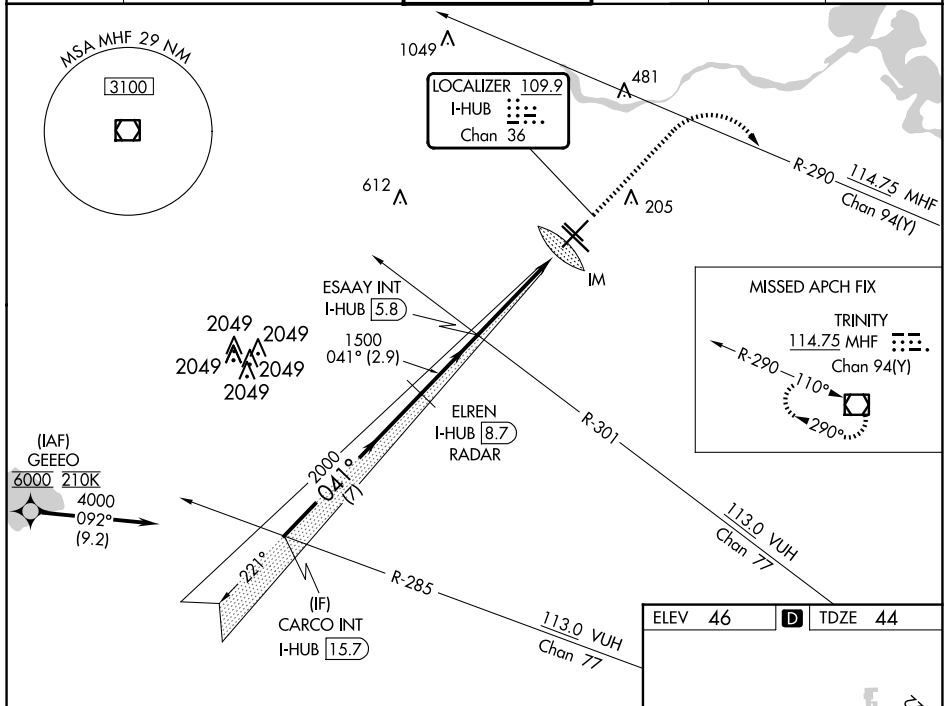 MSA MHF 29 NM
3100
1049
481
LOCALIZER 109.9
I-HUB
Chan 36
R-290
114.75 MHF
Chan 94(Y)
612
205
IM
ESAAY INT
I-HUB 5.8
1500
041° (2.9)
2049
2049
2049
2049
2049
ELREN
I-HUB 8.7
RADAR
R-301
113.0 VUH
Chan 77
MISSED APCH FIX
TRINITY
114.75 MHF
Chan 94(Y)
R-290
110°
290°
(IAF)
GEEEO
6000 210K
4000
092°
(9.2)
2000
041°
(7)
221°
R-285
113.0 VUH
Chan 77
(IF)
CARCO INT
I-HUB 15.7
ELEV 46 D TDZE 44